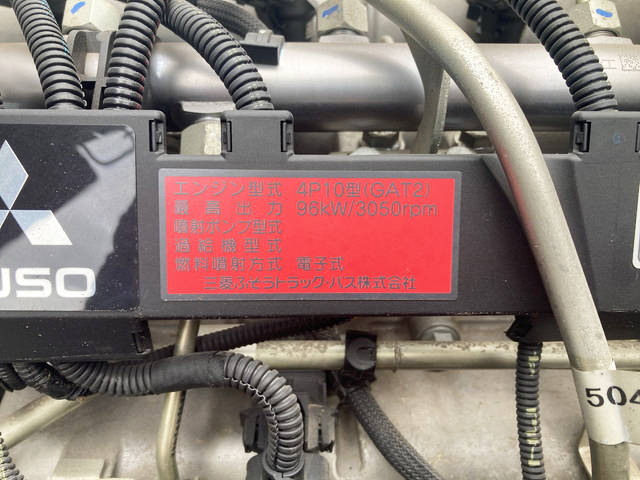 エンジン型式 4P10型(GAT2)
最高出力 96kW/3050rpm
噴射ポンプ型式
過給機型式
燃料噴射方式 電子式
三菱ふそうトラック・バス株式会社
USO
504
工